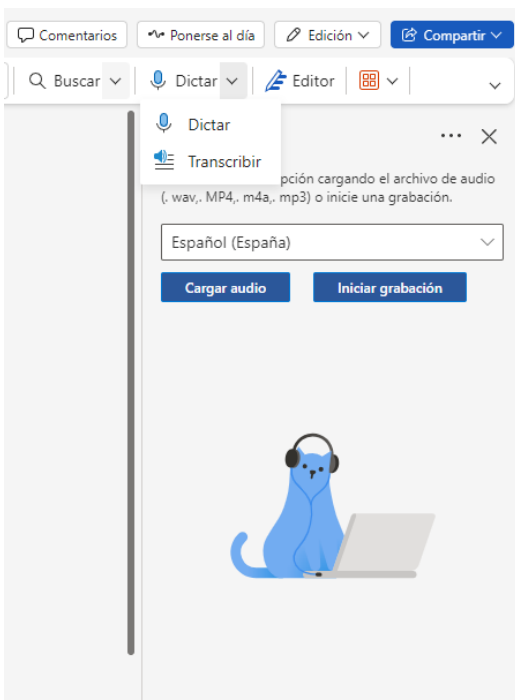 Comentarios Ponerse al día Edición Compartir
Buscar Dictar Editor
Dictar
Transcribir
pción cargando el archivo de audio
(. wav,. MP4,. m4a,. mp3) o inicie una grabación.
Español (España)
Cargar audio Iniciar grabación